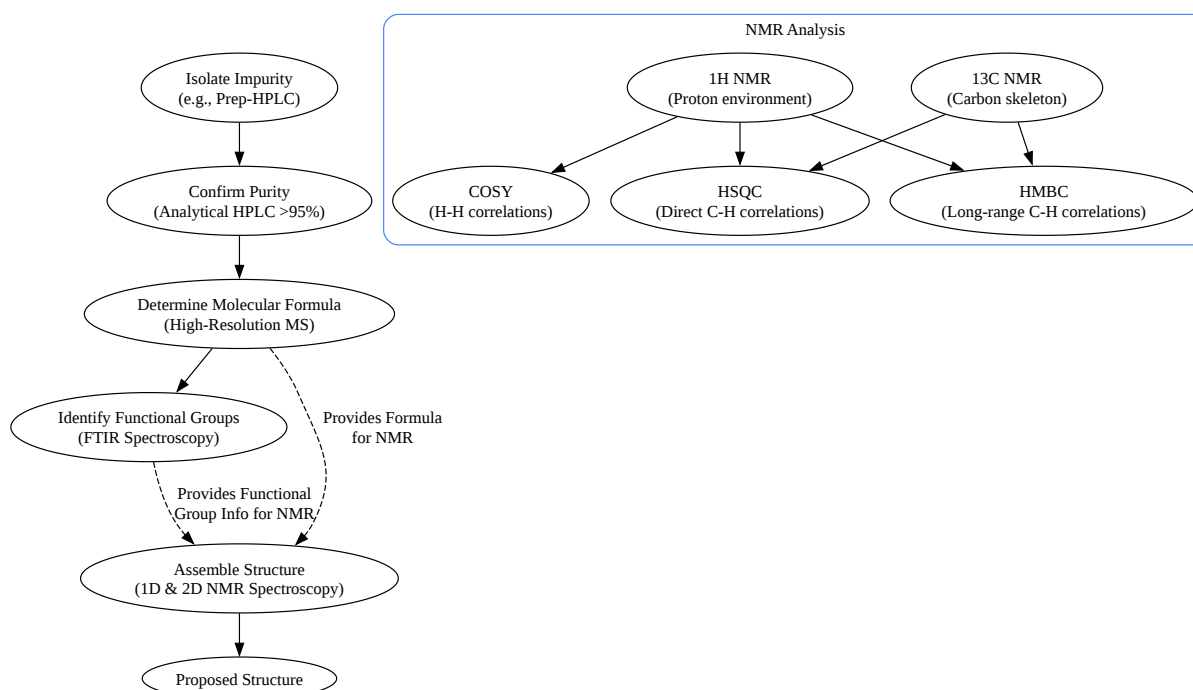 NMR Analysis
Isolate Impurity
(e.g., Prep-HPLC)
1H NMR
(Proton environment)
13C NMR
(Carbon skeleton)
Confirm Purity
(Analytical HPLC >95%)
COSY
(H-H correlations)
HSQC
(Direct C-H correlations)
HMBC
(Long-range C-H correlations)
Determine Molecular Formula
(High-Resolution MS)
Identify Functional Groups
(FTIR Spectroscopy)
Provides Formula
for NMR
Provides Functional
Group Info for NMR
Assemble Structure
(1D & 2D NMR Spectroscopy)
Proposed Structure